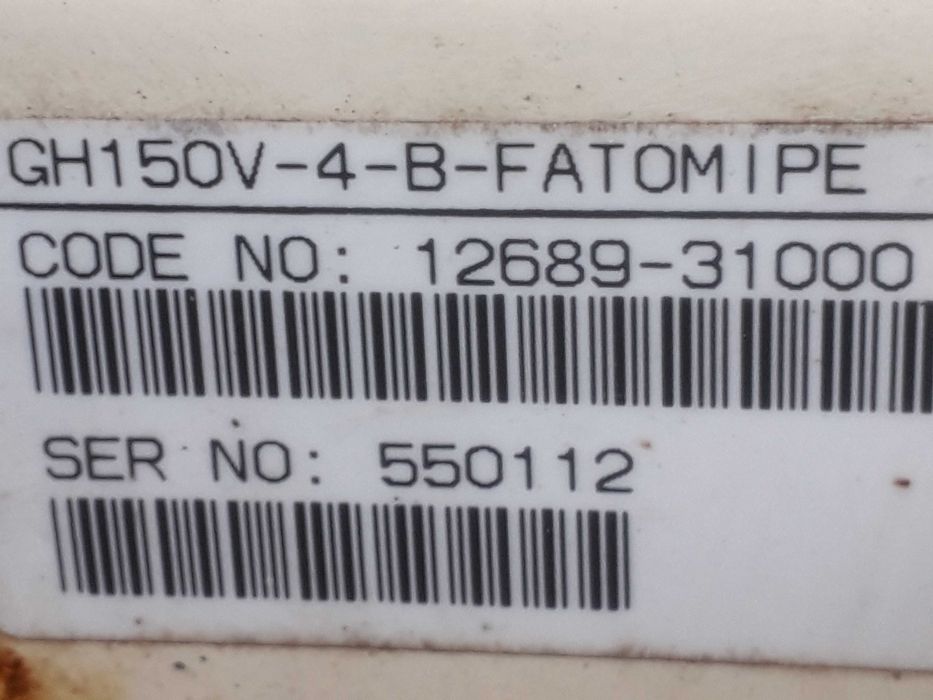 GH150V-4-B-FATOMIPE
CODE NO: 12689-31000
SER NO: 550112